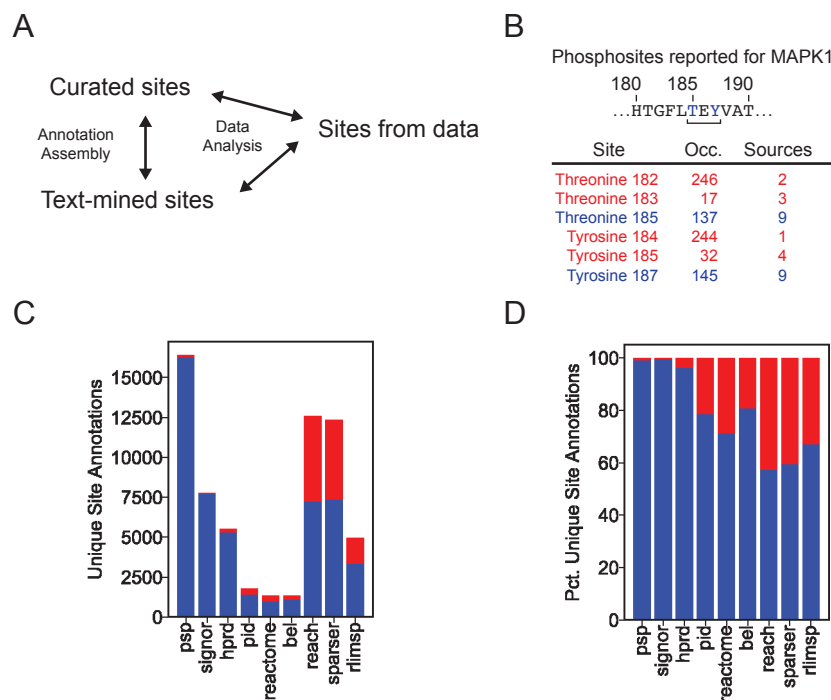 A
Curated sites
Annotation
Assembly
Data
Analysis
Sites from data
Text-mined sites
B
Phosphosites reported for MAPK1
180 185 190
...HTGFLTEYVAT...
Site Occ. Sources
Threonine 182 246 2
Threonine 183 17 3
Threonine 185 137 9
Tyrosine 184 244 1
Tyrosine 185 32 4
Tyrosine 187 145 9
C
Unique Site Annotations
15000
12500
10000
7500
5000
2500
0
psp signor hprd pid reactome bel reach sparser rlimsp
D
Pct. Unique Site Annotations
100
80
60
40
20
0
psp signor hprd pid reactome bel reach sparser rlimsp